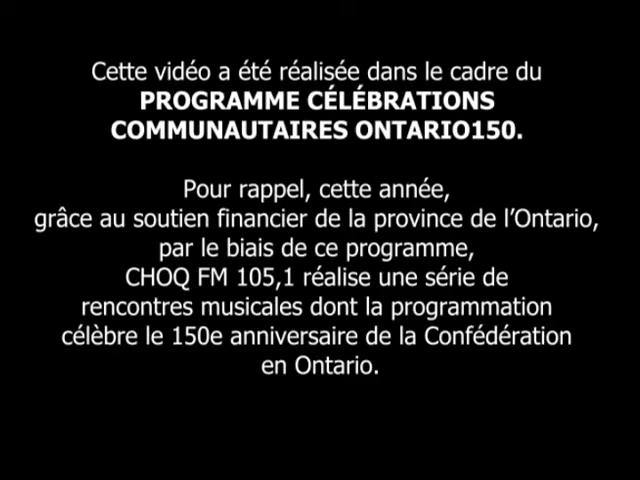 Cette vidéo a été réalisée dans le cadre du
PROGRAMME CÉLÉBRATIONS
COMMUNAUTAIRES ONTARIO150.
Pour rappel, cette année,
grâce au soutien financier de la province de l’Ontario,
par le biais de ce programme,
CHOQ FM 105,1 réalise une série de
rencontres musicales dont la programmation
célèbre le 150e anniversaire de la Confédération
en Ontario.